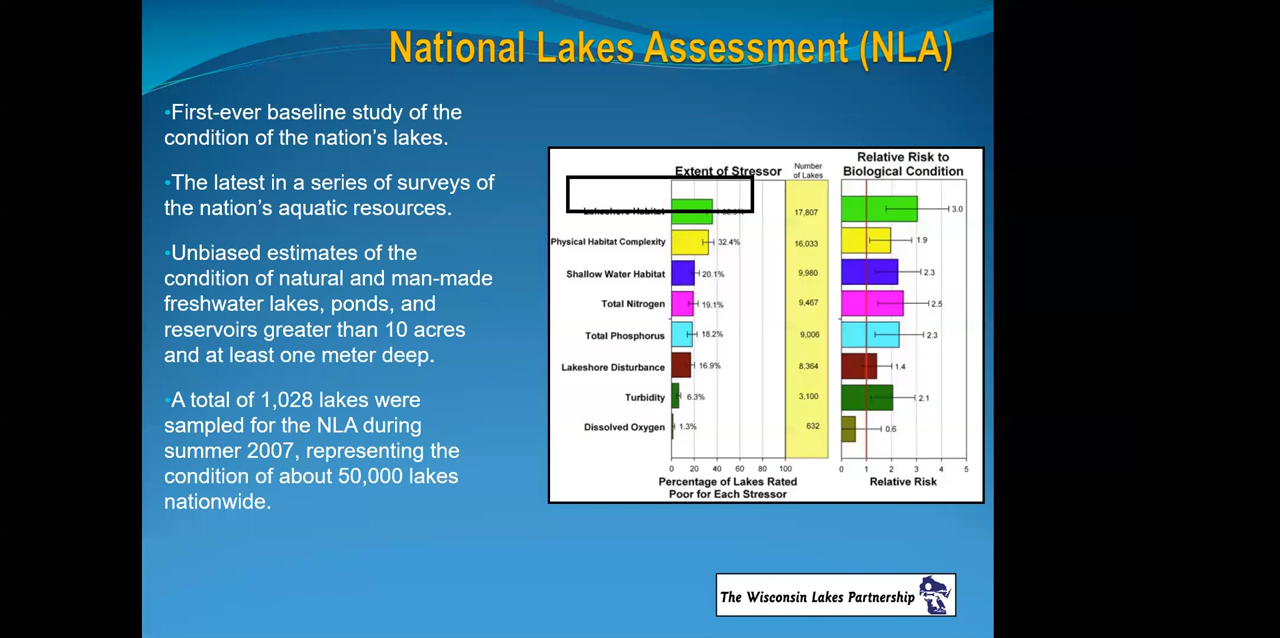 National Lakes Assessment (NLA)
•First-ever baseline study of the
condition of the nation's lakes.
•The latest in a series of surveys of
the nation's aquatic resources.
•Unbiased estimates of the
condition of natural and man-made
freshwater lakes, ponds, and
reservoirs greater than 10 acres
and at least one meter deep.
•A total of 1,028 lakes were
sampled for the NLA during
summer 2007, representing the
condition of about 50,000 lakes
nationwide.
Extent of Stressor
Number
of Lakes
Relative Risk to
Biological Condition
Lakeshore Habitat 17,807 3.0
Physical Habitat Complexity 32.4% 16,033 1.9
Shallow Water Habitat 20.1% 9,980 2.3
Total Nitrogen 19.1% 9,467 2.5
Total Phosphorus 18.2% 9,006 2.3
Lakeshore Disturbance 16.9% 8,364 1.4
Turbidity 6.3% 3,100 2.1
Dissolved Oxygen 1.3% 632 0.6
0 20 40 60 80 100
0 1 2 3 4 5
Percentage of Lakes Rated
Poor for Each Stressor
Relative Risk
The Wisconsin Lakes Partnership